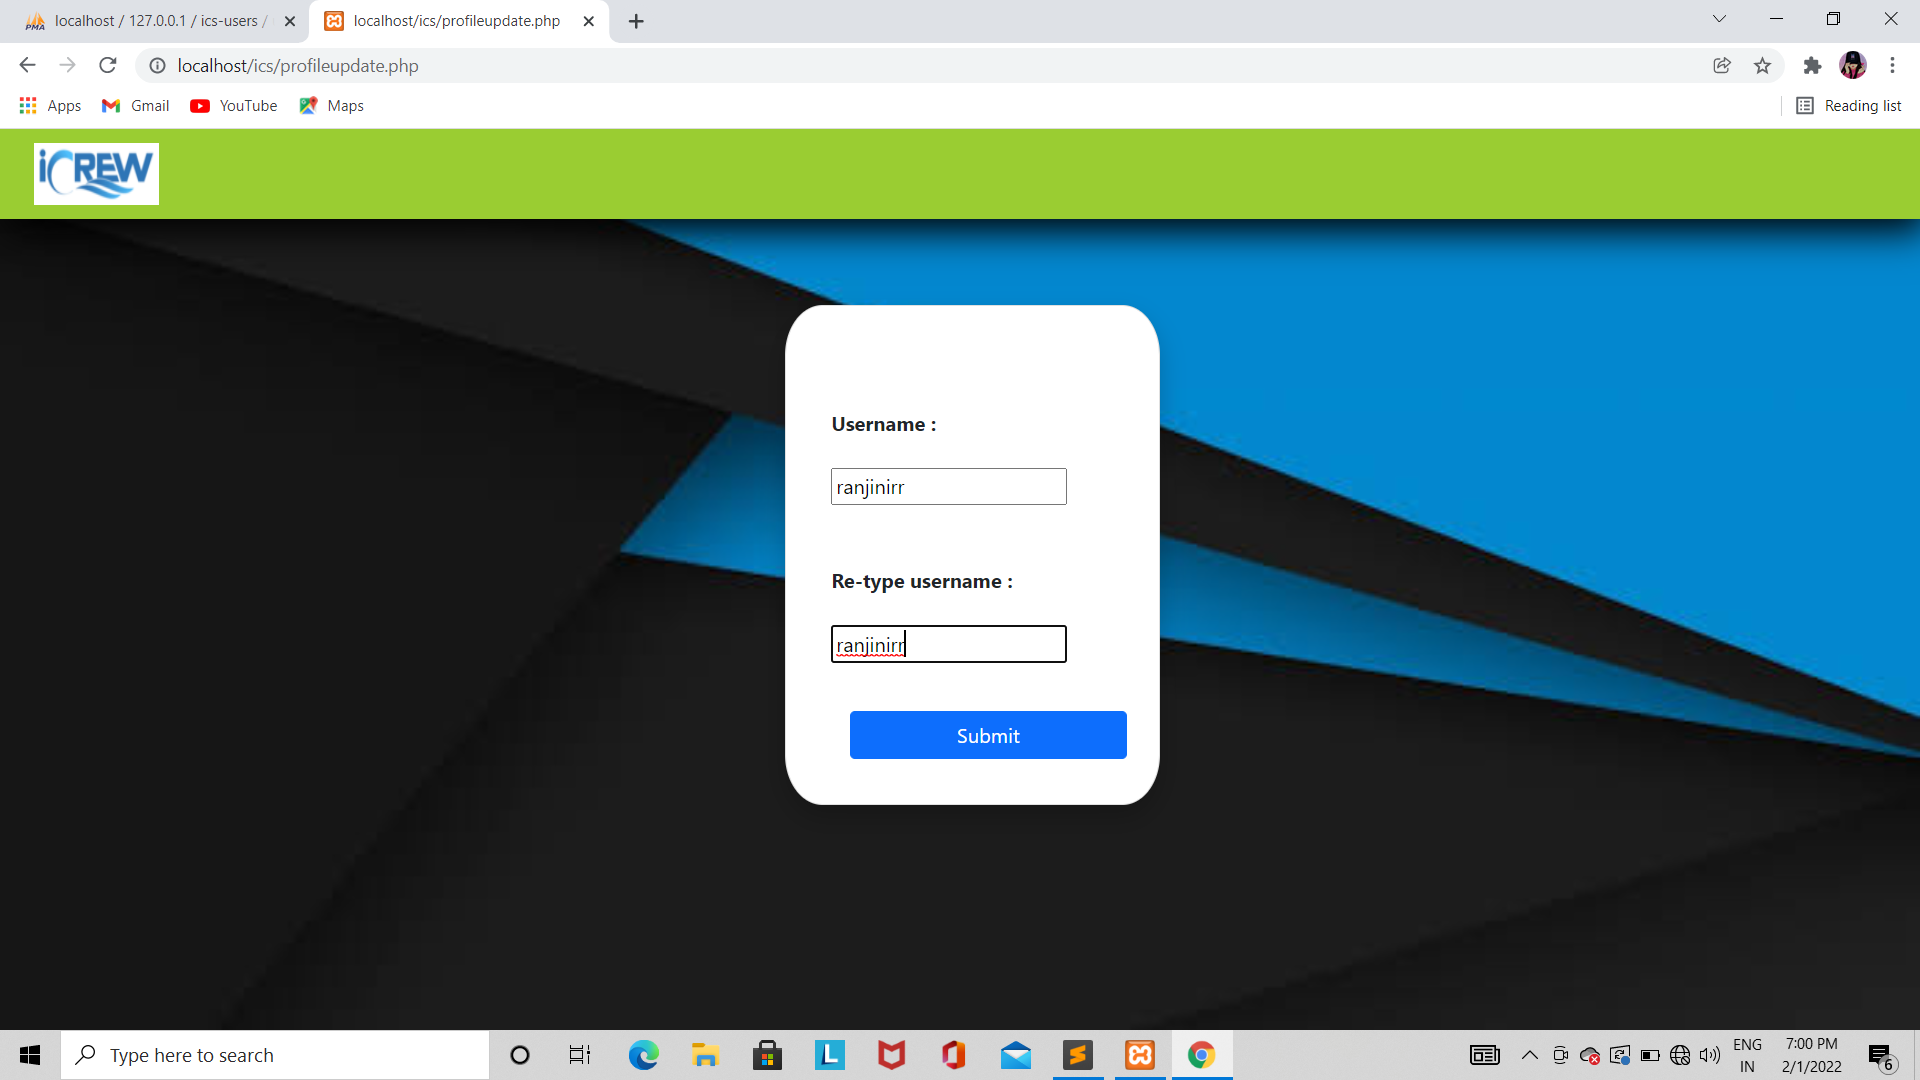 PMA localhost / 127.0.0.1 / ics-users /
localhost/ics/profileupdate.php
localhost/ics/profileupdate.php
Apps
Gmail
YouTube
Maps
Reading list
iCREW
Username :
ranjinirr
Re-type username :
ranjinirr
Submit
Type here to search
L
ENG
IN
7:00 PM
2/1/2022
6